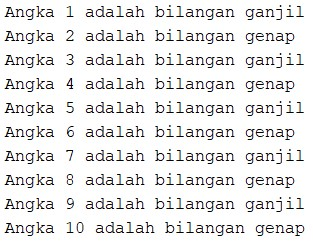 Angka 1 adalah bilangan ganjil
Angka 2 adalah bilangan genap
Angka 3 adalah bilangan ganjil
Angka 4 adalah bilangan genap
Angka 5 adalah bilangan ganjil
Angka 6 adalah bilangan genap
Angka 7 adalah bilangan ganjil
Angka 8 adalah bilangan genap
Angka 9 adalah bilangan ganjil
Angka 10 adalah bilangan genap